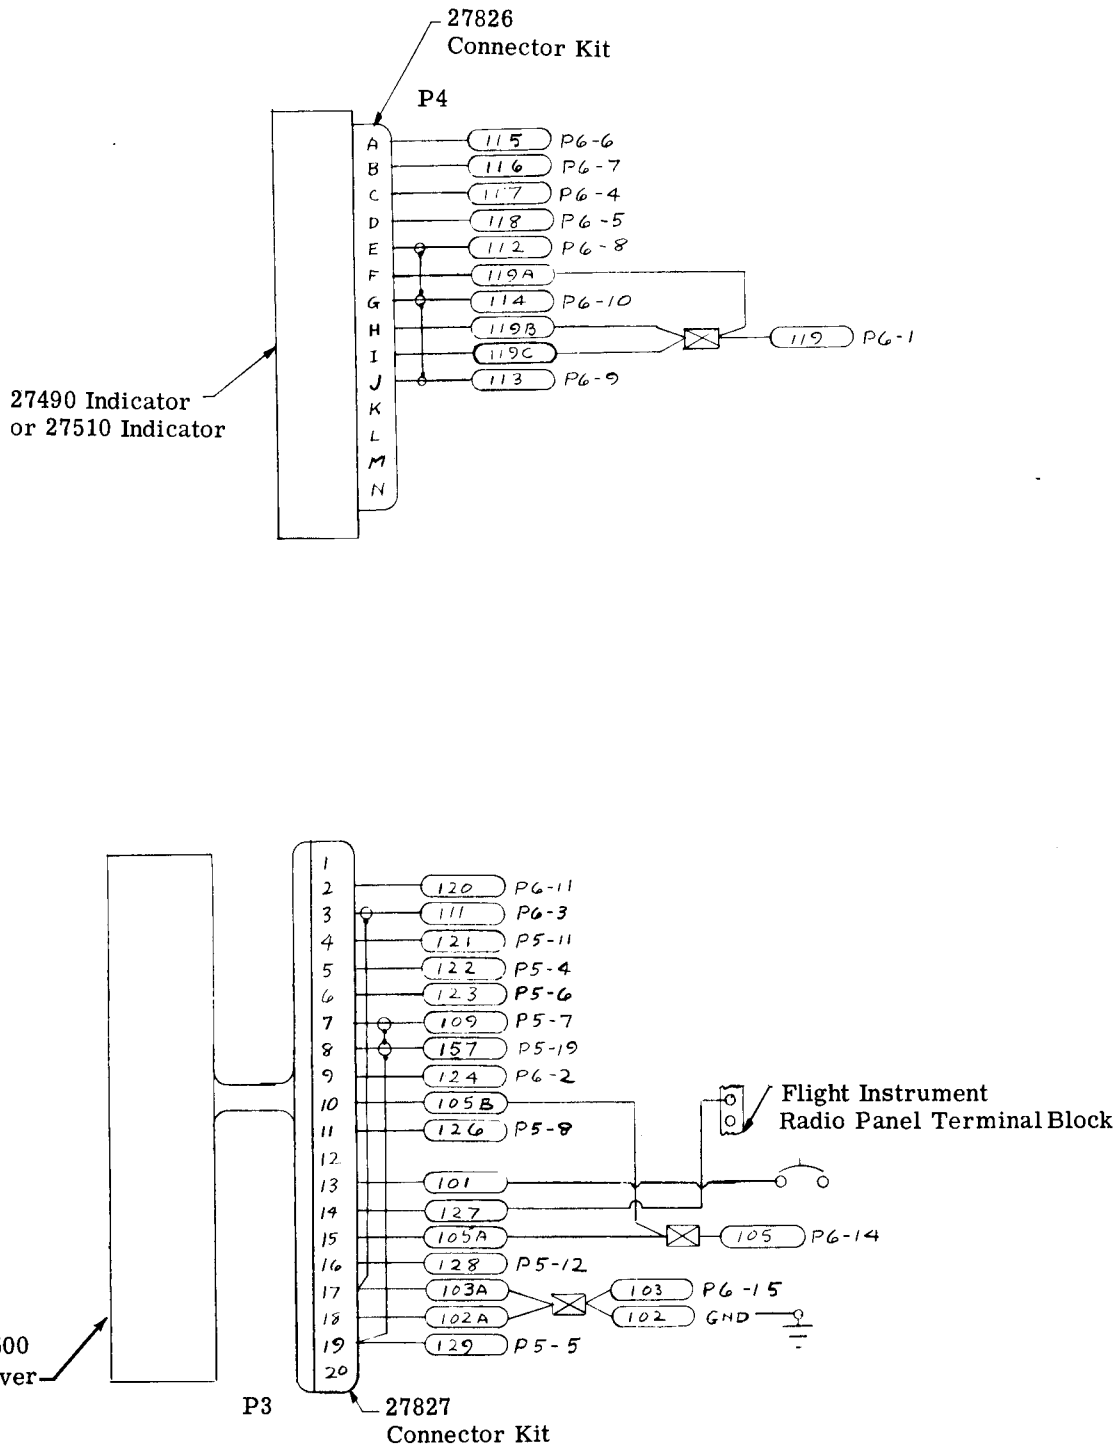 27826
Connector Kit
P4
A 115 P6-6
B 116 P6-7
C 117 P6-4
D 118 P6-5
E 112 P6-8
F 119A
G 114 P6-10
H 119B
119 P6-1
I 119C
J 113 P6-9
K
L
M
N
27490 Indicator
or 27510 Indicator
1
2 120 P6-11
3 111 P6-3
4 121 P5-11
5 122 P5-4
6 123 P5-6
7 109 P5-7
8 157 P5-19
9 124 P6-2
10 105B
11 126 P5-8
12
13 101
14 127
15 105A 105 P6-14
16 128 P5-12
17 103A 103 P6-15
18 102A 102 GND
19 129 P5-5
20
Flight Instrument
Radio Panel Terminal Block
00
ver
P3
27827
Connector Kit